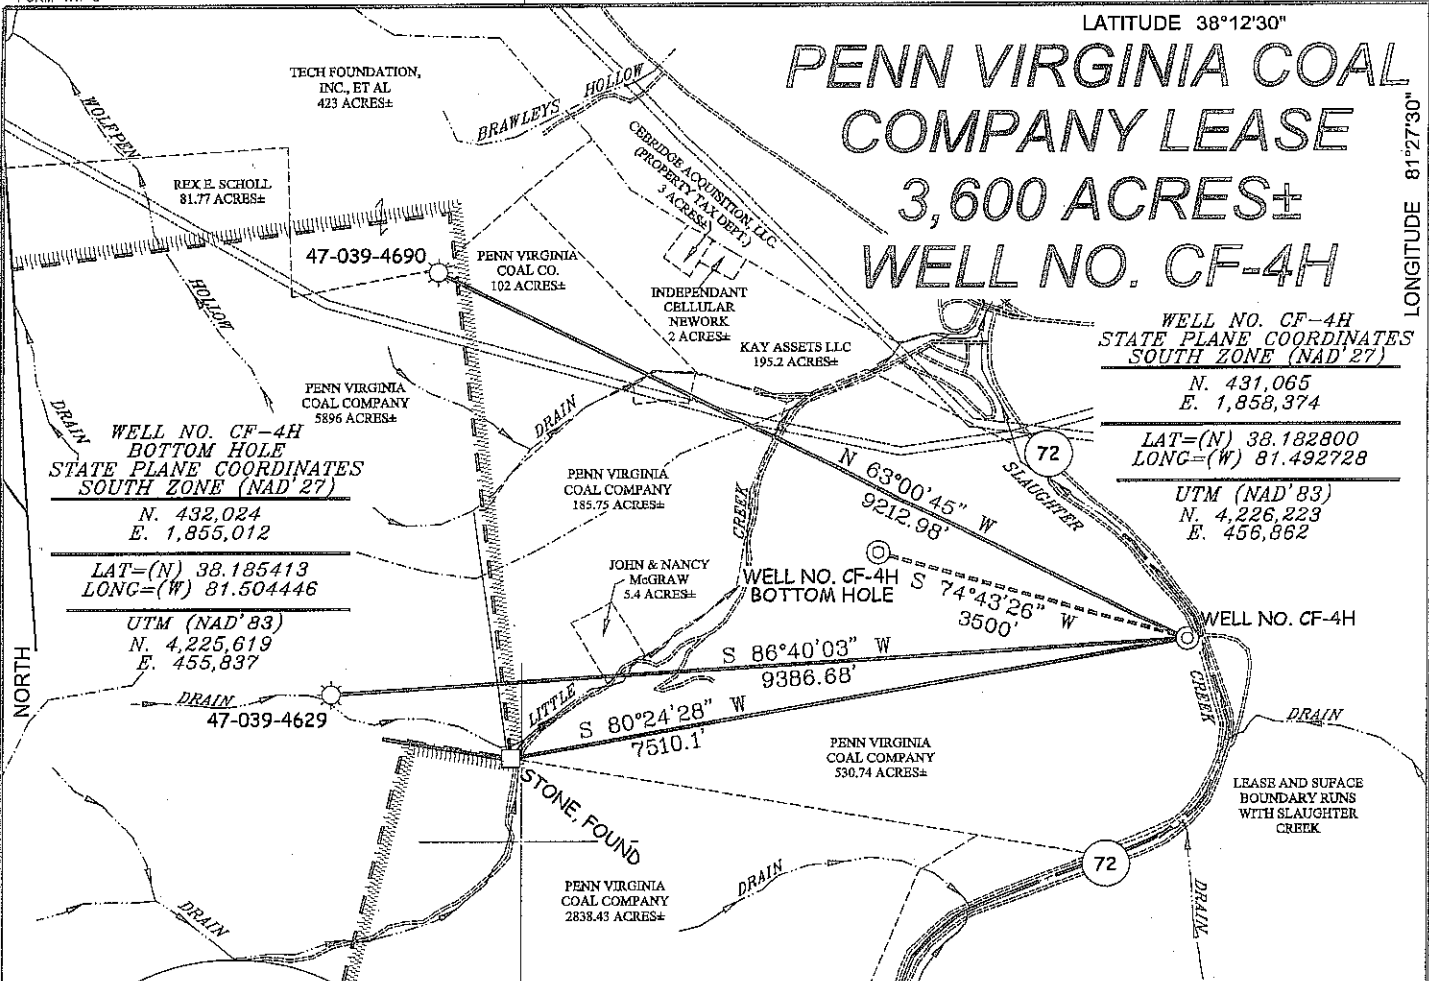 LATITUDE 38°12'30"
PENN VIRGINIA COAL
COMPANY LEASE
3,600 ACRES±
WELL NO. CF-4H
LONGITUDE 81°27'30"
TECH FOUNDATION,
INC., ET AL
423 ACRES±
BRAWLEYS HOLLOW
WOLFPEN
HOLLOW
REX E. SCHOLL
81.77 ACRES±
CEBRIDGE ACQUISITION, LLC
(PROPERTY TAX DEPT.)
3 ACRES±
47-039-4690
PENN VIRGINIA
COAL CO.
102 ACRES±
INDEPENDANT
CELLULAR
NEWORK
2 ACRES±
KAY ASSETS LLC
195.2 ACRES±
WELL NO. CF-4H
STATE PLANE COORDINATES
SOUTH ZONE (NAD'27)
N. 431,065
E. 1,858,374
LAT=(N) 38.182800
LONG=(W) 81.492728
UTM (NAD'83)
N. 4,226,223
E. 456,862
PENN VIRGINIA
COAL COMPANY
5896 ACRES±
DRAIN
DRAIN
WELL NO. CF-4H
BOTTOM HOLE
STATE PLANE COORDINATES
SOUTH ZONE (NAD'27)
N. 432,024
E. 1,855,012
LAT=(N) 38.185413
LONG=(W) 81.504446
UTM (NAD'83)
N. 4,225,619
E. 455,837
NORTH
72
SLAUGHTER
CREEK
N 63°00'45" W
9212.98'
PENN VIRGINIA
COAL COMPANY
185.75 ACRES±
CREEK
JOHN & NANCY
McGRAW
5.4 ACRES±
WELL NO. CF-4H
BOTTOM HOLE
S 74°43'26" W
3500'
WELL NO. CF-4H
S 86°40'03" W
9386.68'
DRAIN
47-039-4629
LITTLE
S 80°24'28" W
7510.1'
DRAIN
PENN VIRGINIA
COAL COMPANY
530.74 ACRES±
STONE, FOUND
LEASE AND SUFACE
BOUNDARY RUNS
WITH SLAUGHTER
CREEK
72
PENN VIRGINIA
COAL COMPANY
2838.43 ACRES±
DRAIN
DRAIN
DRAIN